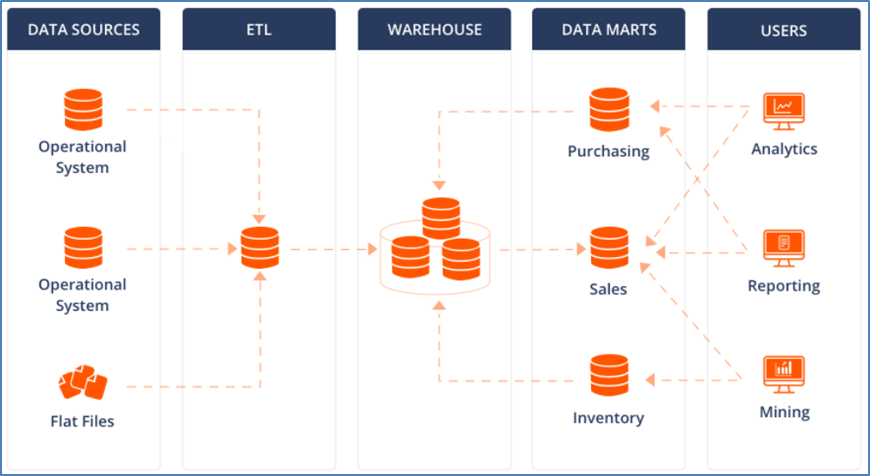 DATA SOURCES
ETL
WAREHOUSE
DATA MARTS
USERS
Operational
System
Purchasing
Analytics
Operational
System
Sales
Reporting
Flat Files
Inventory
Mining